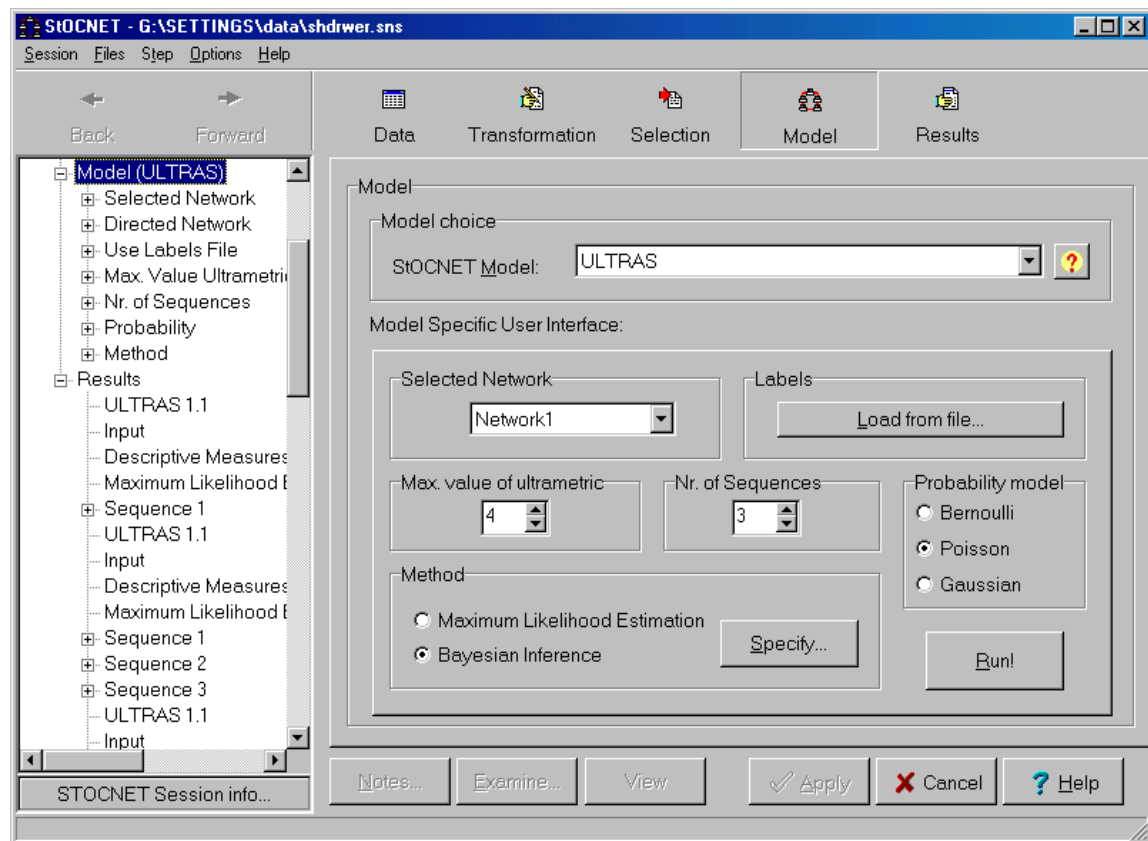 StOCNET - G:\SETTINGS\data\shdrwer.sns
Session Files Step Options Help
Back Forward
Data Transformation Selection Model Results
Model (ULTRAS)
Selected Network
Directed Network
Use Labels File
Max. Value Ultrametri
Nr. of Sequences
Probability
Method
Results
ULTRAS 1.1
Input
Descriptive Measures
Maximum Likelihood E
Sequence 1
ULTRAS 1.1
Input
Descriptive Measures
Maximum Likelihood E
Sequence 1
Sequence 2
Sequence 3
ULTRAS 1.1
Input
STOCNET Session info...
Model
Model choice
StOCNET Model: ULTRAS
Model Specific User Interface:
Selected Network
Network1
Labels
Load from file...
Max. value of ultrametric
4
Nr. of Sequences
3
Probability model
Bernoulli
Poisson
Gaussian
Method
Maximum Likelihood Estimation
Bayesian Inference
Specify...
Run!
Notes... Examine... View Apply Cancel Help